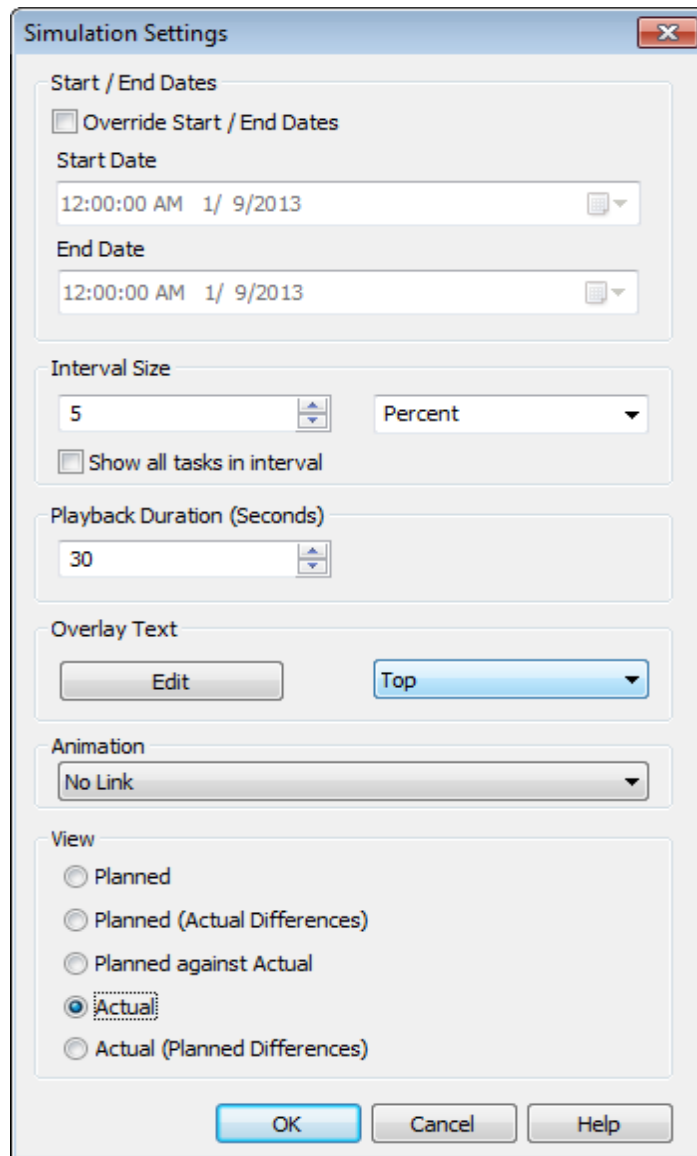 Simulation Settings
Start / End Dates
Override Start / End Dates
Start Date
12:00:00 AM 1/ 9/2013
End Date
12:00:00 AM 1/ 9/2013
Interval Size
5 Percent
Show all tasks in interval
Playback Duration (Seconds)
30
Overlay Text
Edit Top
Animation
No Link
View
Planned
Planned (Actual Differences)
Planned against Actual
Actual
Actual (Planned Differences)
OK Cancel Help